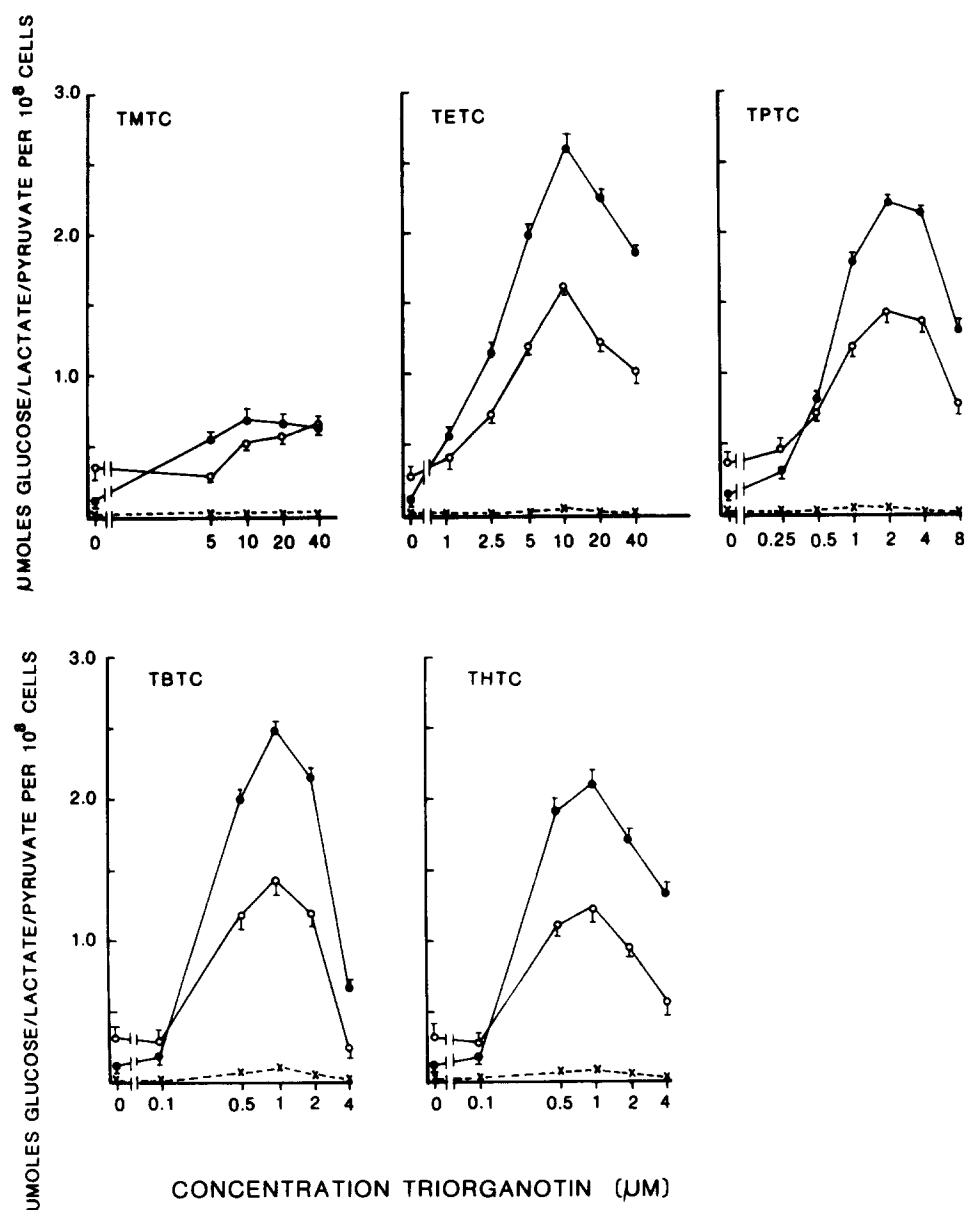 µMOLES GLUCOSE/LACTATE/PYRUVATE PER 10⁸ CELLS
3.0
2.0
1.0
TMTC
0 5 10 20 40
TETC
0 1 2.5 5 10 20 40
TPTC
0 0.25 0.5 1 2 4 8
UMOLES GLUCOSE/LACTATE/PYRUVATE PER 10⁸ CELLS
3.0
2.0
1.0
TBTC
0 0.1 0.5 1 2 4
THTC
0 0.1 0.5 1 2 4
CONCENTRATION TRIORGANOTIN (µM)